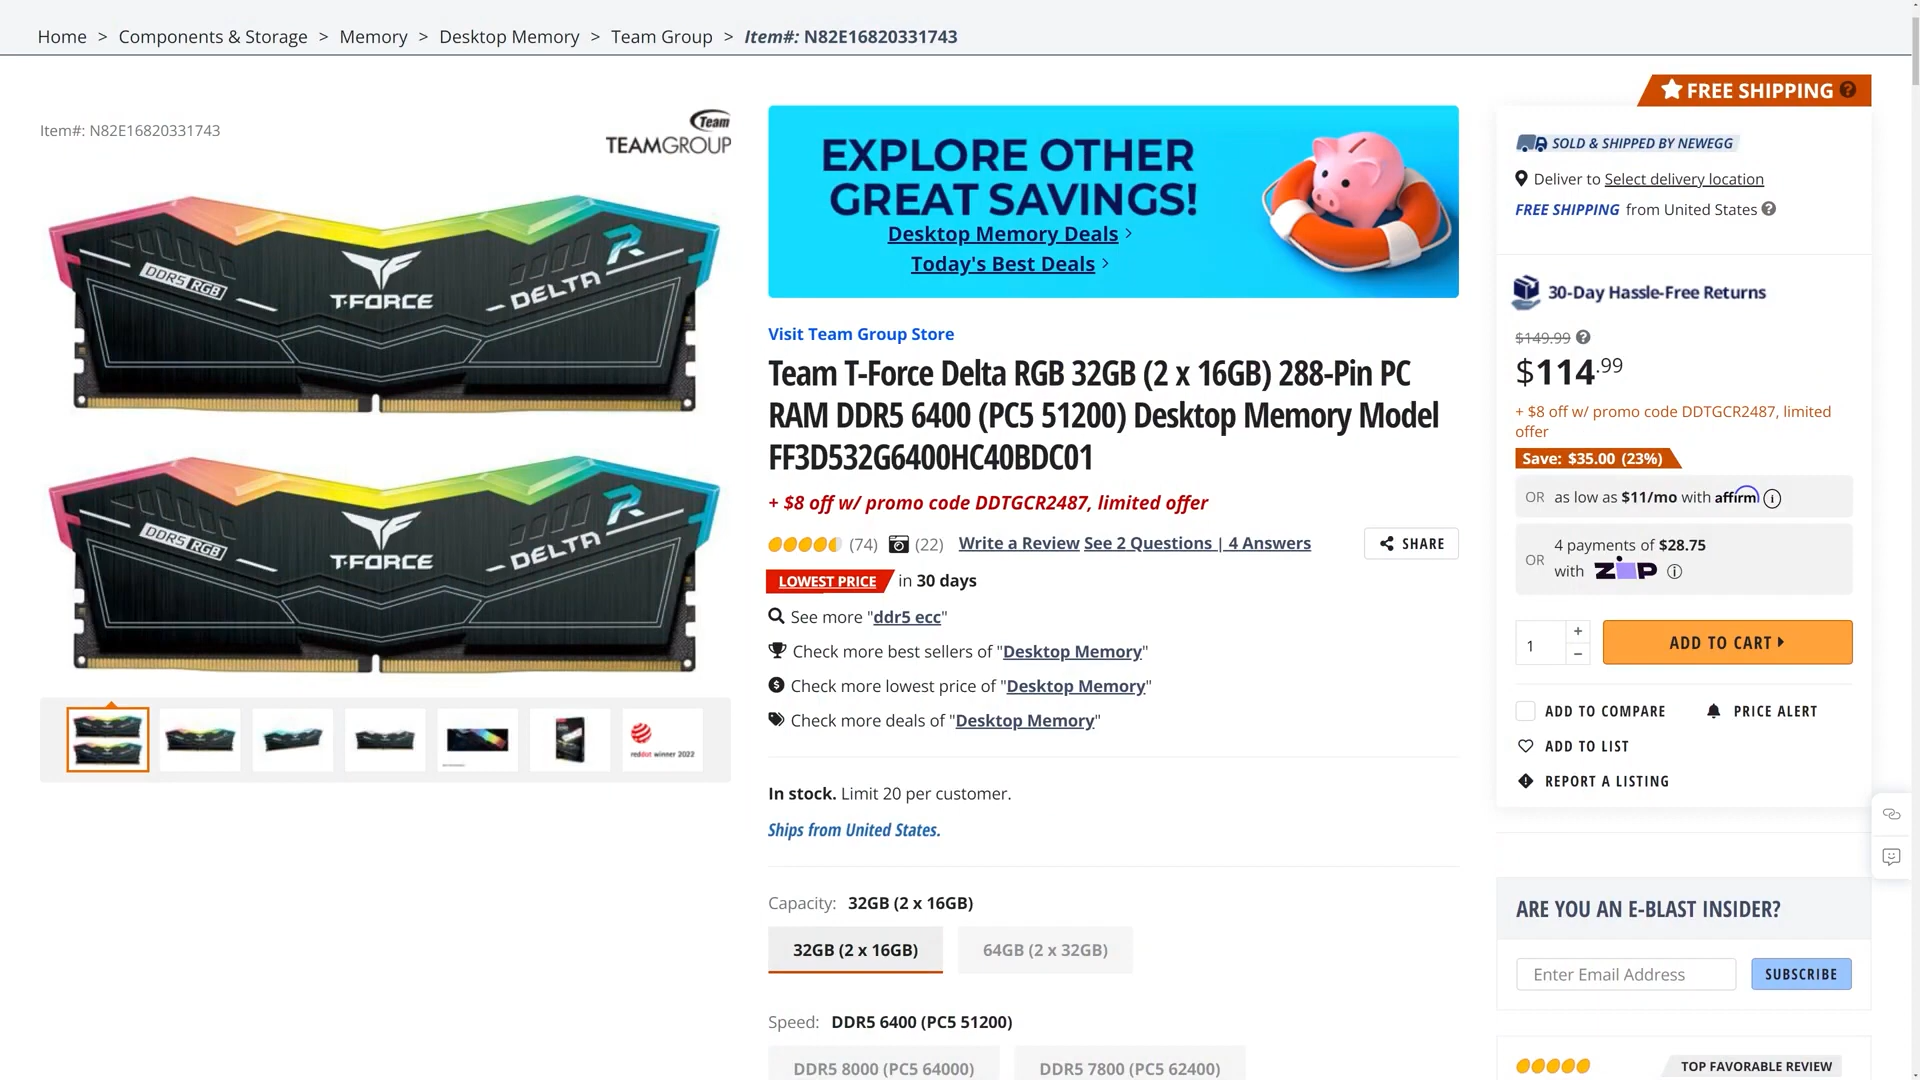 Home > Components & Storage > Memory > Desktop Memory > Team Group > Item#: N82E16820331743
Item#: N82E16820331743
Team
TEAMGROUP
DDR5 RGB
T-FORCE
DELTA
DDR5 RGB
T-FORCE
DELTA
reddot winner 2022
EXPLORE OTHER
GREAT SAVINGS!
Desktop Memory Deals >
Today's Best Deals >
Visit Team Group Store
Team T-Force Delta RGB 32GB (2 x 16GB) 288-Pin PC
RAM DDR5 6400 (PC5 51200) Desktop Memory Model
FF3D532G6400HC40BDC01
+ $8 off w/ promo code DDTGCR2487, limited offer
(74) (22) Write a Review See 2 Questions | 4 Answers
SHARE
LOWEST PRICE in 30 days
See more "ddr5 ecc"
Check more best sellers of "Desktop Memory"
Check more lowest price of "Desktop Memory"
Check more deals of "Desktop Memory"
In stock. Limit 20 per customer.
Ships from United States.
Capacity: 32GB (2 x 16GB)
32GB (2 x 16GB)
64GB (2 x 32GB)
Speed: DDR5 6400 (PC5 51200)
DDR5 8000 (PC5 64000)
DDR5 7800 (PC5 62400)
FREE SHIPPING
SOLD & SHIPPED BY NEWEGG
Deliver to Select delivery location
FREE SHIPPING from United States
30-Day Hassle-Free Returns
$149.99
$114.99
+ $8 off w/ promo code DDTGCR2487, limited
offer
Save: $35.00 (23%)
OR as low as $11/mo with affirm
OR 4 payments of $28.75
with ZIP
1 + −
ADD TO CART
ADD TO COMPARE
PRICE ALERT
ADD TO LIST
REPORT A LISTING
ARE YOU AN E-BLAST INSIDER?
Enter Email Address
SUBSCRIBE
TOP FAVORABLE REVIEW